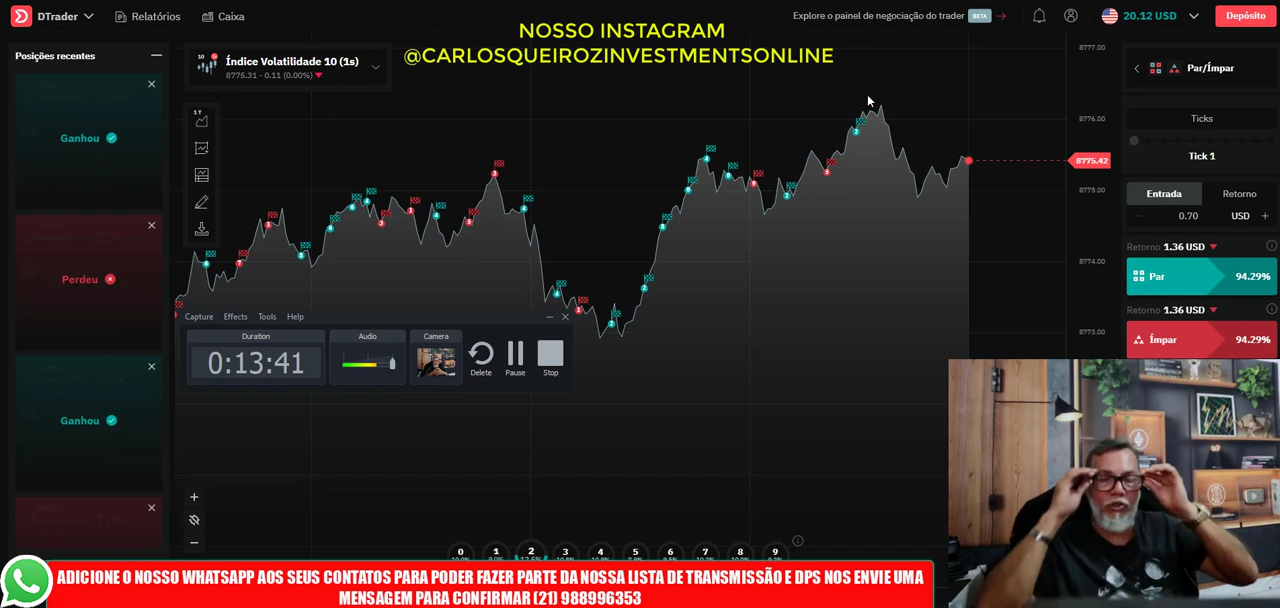 DTrader
Relatórios
Caixa
NOSSO INSTAGRAM
@CARLOSQUEIROZINVESTMENTSONLINE
Explore o painel de negociação do trader BETA
20.12 USD
Depósito
Posições recentes
Ganhou
Perdeu
Ganhou
10 1s
Índice Volatilidade 10 (1s)
8775.31 - 0.11 (0.00%)
1 T
8777.00
8776.00
8775.42
8775.00
8774.00
8773.00
Par/Ímpar
Ticks
Tick 1
Entrada Retorno
0.70 USD
Retorno 1.36 USD
Par 94.29%
Retorno 1.36 USD
Ímpar 94.29%
Capture Effects Tools Help
Duration Audio Camera
0:13:41
Delete Pause Stop
0 1 2 3 4 5 6 7 8 9
ADICIONE O NOSSO WHATSAPP AOS SEUS CONTATOS PARA PODER FAZER PARTE DA NOSSA LISTA DE TRANSMISSÃO E DPS NOS ENVIE UMA
MENSAGEM PARA CONFIRMAR (21) 988996353